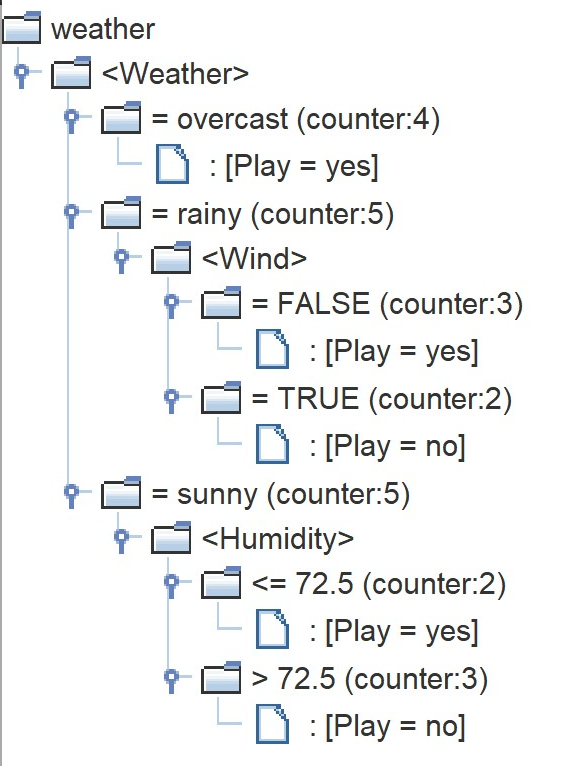 weather
<Weather>
= overcast (counter:4)
: [Play = yes]
= rainy (counter:5)
<Wind>
= FALSE (counter:3)
: [Play = yes]
= TRUE (counter:2)
: [Play = no]
= sunny (counter:5)
<Humidity>
<= 72.5 (counter:2)
: [Play = yes]
> 72.5 (counter:3)
: [Play = no]